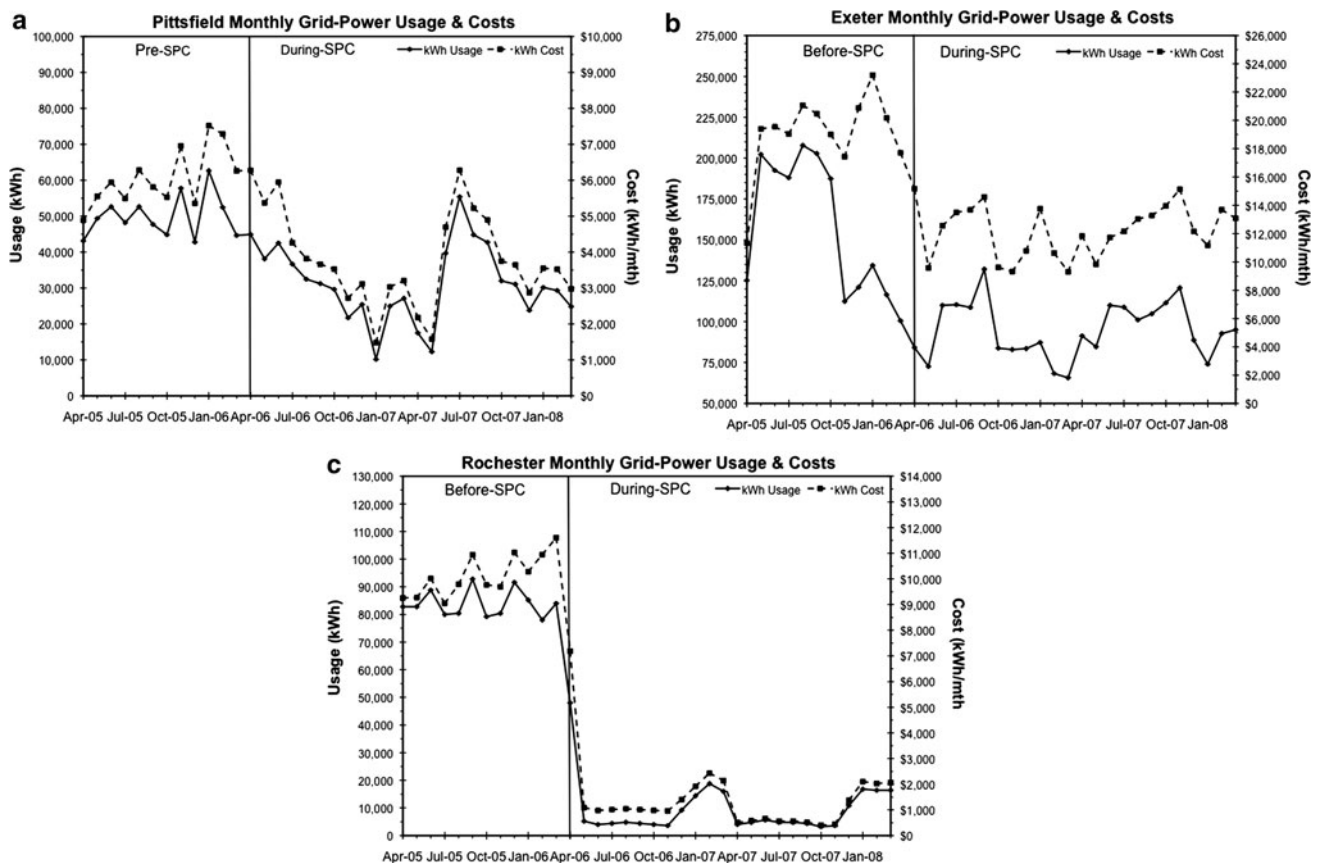 a
Pittsfield Monthly Grid-Power Usage & Costs
Pre-SPC
During-SPC
kWh Usage
kWh Cost
Usage (kWh)
100,000
90,000
80,000
70,000
60,000
50,000
40,000
30,000
20,000
10,000
0
$10,000
$9,000
$8,000
$7,000
$6,000
$5,000
$4,000
$3,000
$2,000
$1,000
$0
Cost (kWh/mth)
Apr-05 Jul-05 Oct-05 Jan-06 Apr-06 Jul-06 Oct-06 Jan-07 Apr-07 Jul-07 Oct-07 Jan-08
b
Exeter Monthly Grid-Power Usage & Costs
Before-SPC
During-SPC
kWh Usage
kWh Cost
Usage (kWh)
275,000
250,000
225,000
200,000
175,000
150,000
125,000
100,000
75,000
50,000
$26,000
$24,000
$22,000
$20,000
$18,000
$16,000
$14,000
$12,000
$10,000
$8,000
$6,000
$4,000
$2,000
$0
Cost (kWh/mth)
Apr-05 Jul-05 Oct-05 Jan-06 Apr-06 Jul-06 Oct-06 Jan-07 Apr-07 Jul-07 Oct-07 Jan-08
c
Rochester Monthly Grid-Power Usage & Costs
Before-SPC
During-SPC
kWh Usage
kWh Cost
Usage (kWh)
130,000
120,000
110,000
100,000
90,000
80,000
70,000
60,000
50,000
40,000
30,000
20,000
10,000
0
$14,000
$13,000
$12,000
$11,000
$10,000
$9,000
$8,000
$7,000
$6,000
$5,000
$4,000
$3,000
$2,000
$1,000
$0
Cost (kWh/mth
Apr-05 Jul-05 Oct-05 Jan-06 Apr-06 Jul-06 Oct-06 Jan-07 Apr-07 Jul-07 Oct-07 Jan-08